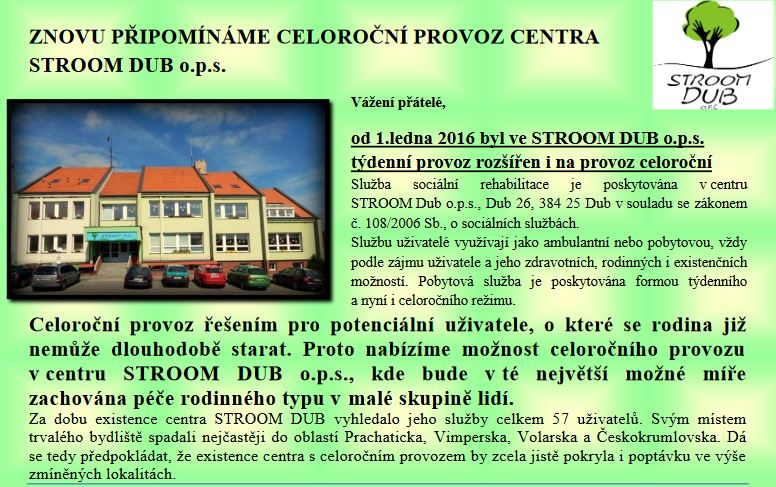 ZNOVU PŘIPOMÍNÁME CELOROČNÍ PROVOZ CENTRA
STROOM DUB o.p.s.
STROOM
DUB
O.P.S.
Vážení přátelé,
od 1.ledna 2016 byl ve STROOM DUB o.p.s.
týdenní provoz rozšířen i na provoz celoroční
Služba sociální rehabilitace je poskytována v centru
STROOM Dub o.p.s., Dub 26, 384 25 Dub v souladu se zákonem
č. 108/2006 Sb., o sociálních službách.
Službu uživatelé využívají jako ambulantní nebo pobytovou, vždy
podle zájmu uživatele a jeho zdravotních, rodinných i existenčních
možností. Pobytová služba je poskytována formou týdenního
a nyní i celoročního režimu.
STROOM DUB
Celoroční provoz řešením pro potenciální uživatele, o které se rodina již
nemůže dlouhodobě starat. Proto nabízíme možnost celoročního provozu
v centru STROOM DUB o.p.s., kde bude v té největší možné míře
zachována péče rodinného typu v malé skupině lidí.
Za dobu existence centra STROOM DUB vyhledalo jeho služby celkem 57 uživatelů. Svým místem
trvalého bydliště spadali nejčastěji do oblastí Prachaticka, Vimperska, Volarska a Českokrumlovska. Dá
se tedy předpokládat, že existence centra s celoročním provozem by zcela jistě pokryla i poptávku ve výše
zmíněných lokalitách.